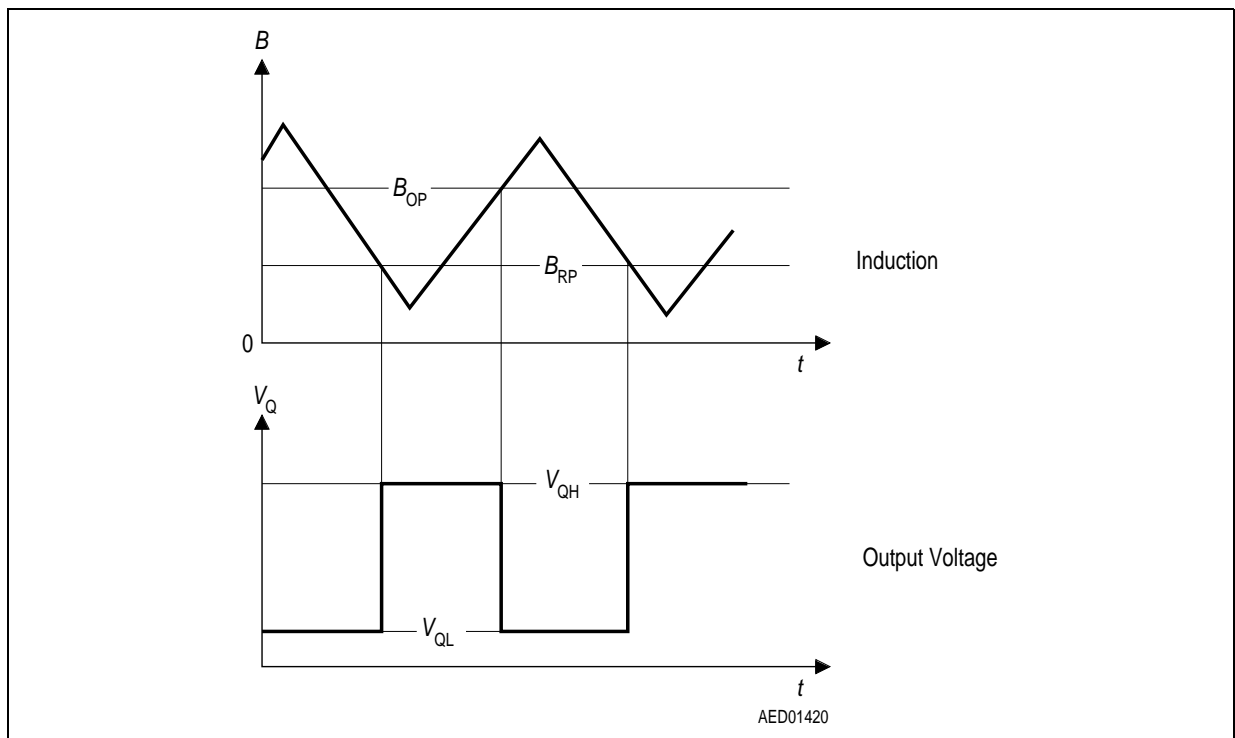 B
B_OP
B_RP
Induction
0
t
V_Q
V_QH
Output Voltage
V_QL
t
AED01420